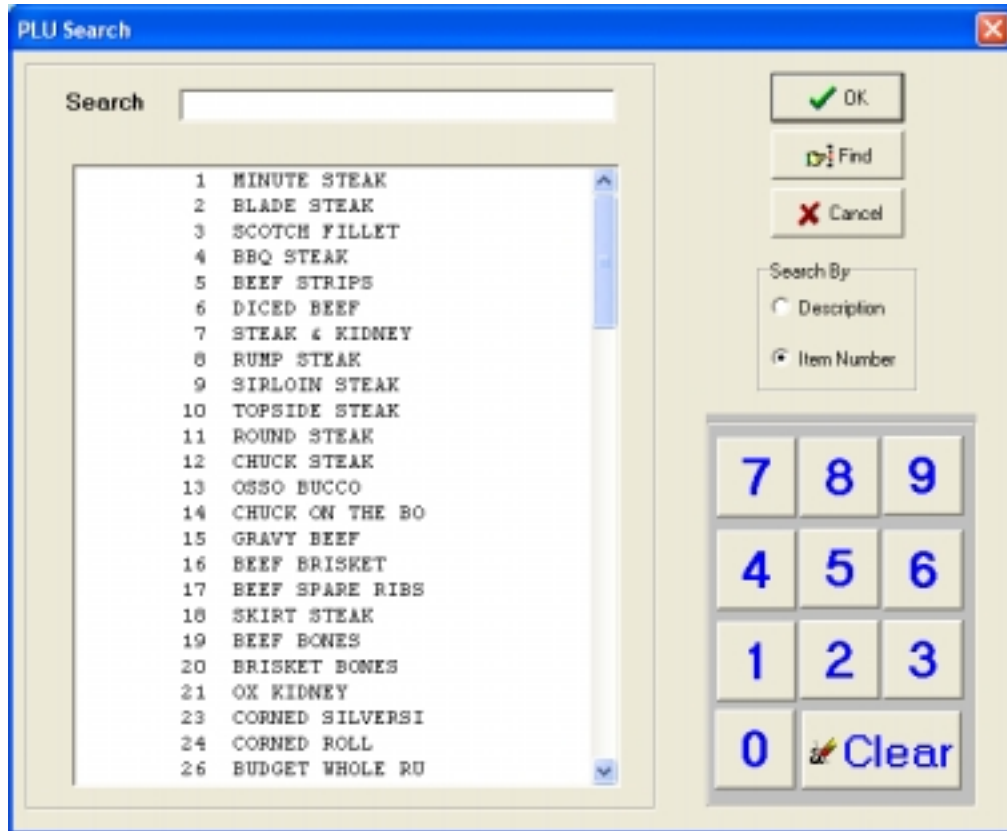 PLU Search
Search
1 MINUTE STEAK
2 BLADE STEAK
3 SCOTCH FILLET
4 BBQ STEAK
5 BEEF STRIPS
6 DICED BEEF
7 STEAK & KIDNEY
8 RUMP STEAK
9 SIRLOIN STEAK
10 TOPSIDE STEAK
11 ROUND STEAK
12 CHUCK STEAK
13 OSSO BUCCO
14 CHUCK ON THE BO
15 GRAVY BEEF
16 BEEF BRISKET
17 BEEF SPARE RIBS
18 SKIRT STEAK
19 BEEF BONES
20 BRISKET BONES
21 OX KIDNEY
23 CORNED SILVERSI
24 CORNED ROLL
26 BUDGET WHOLE RU
OK
Find
Cancel
Search By
Description
Item Number
7 8 9
4 5 6
1 2 3
0 Clear